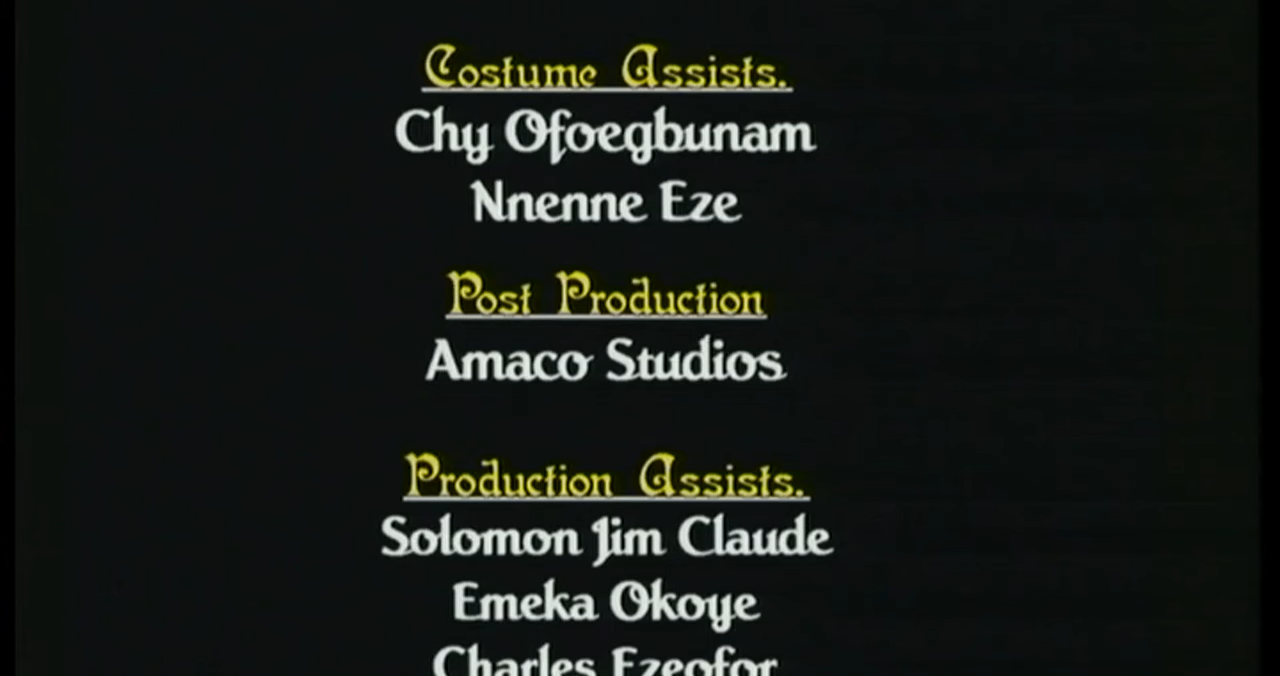 Costume Assists.
Chy Ofoegbunam
Nnenne Eze
Post Production
Amaco Studios
Production Assists.
Solomon Jim Claude
Emeka Okoye
Charles Ezeofor